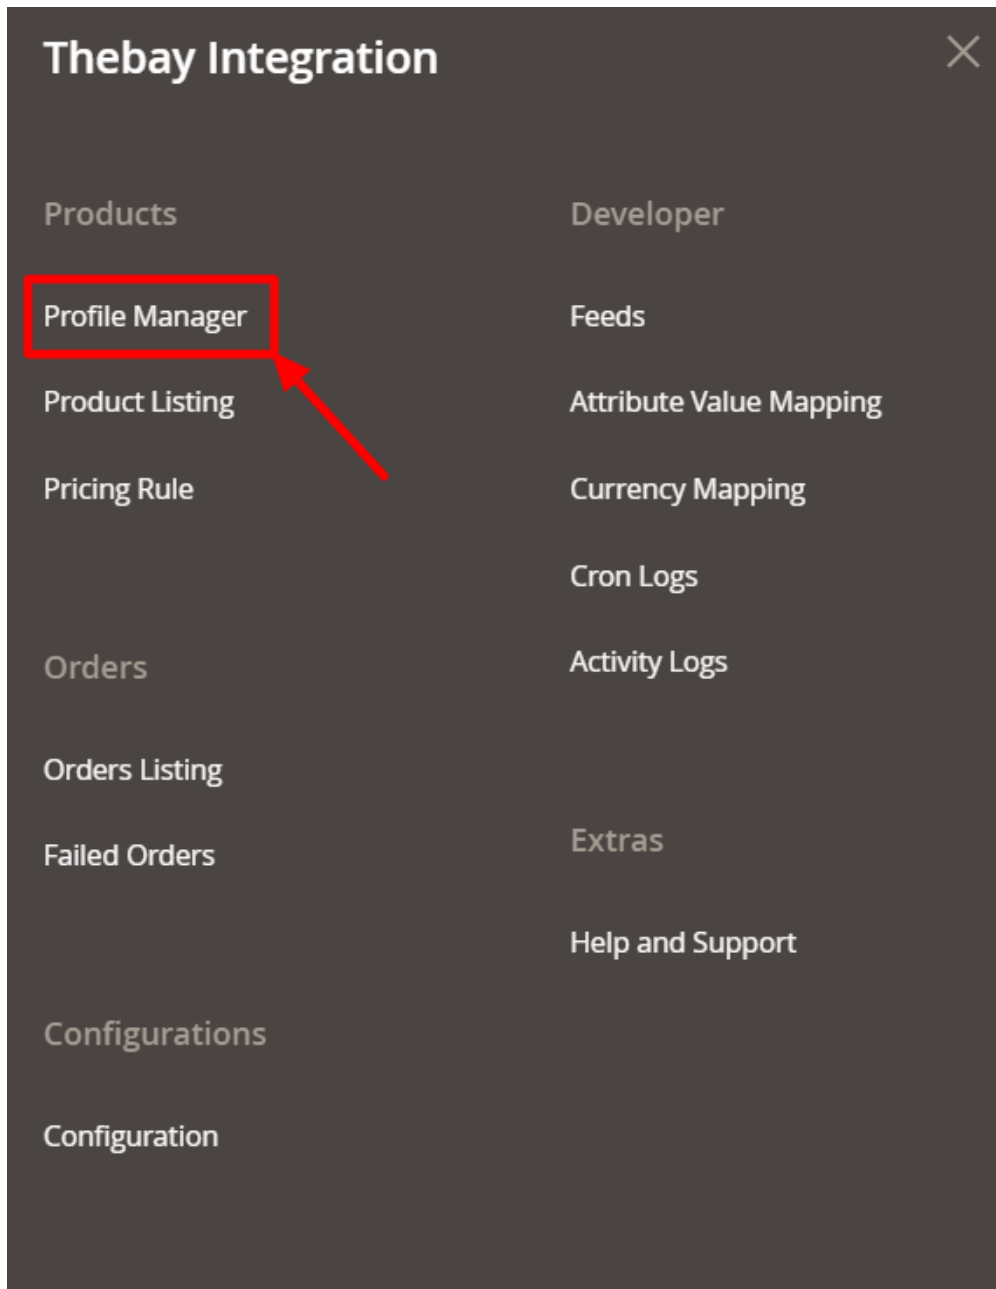 Thebay Integration
Products
Profile Manager
Product Listing
Pricing Rule
Orders
Orders Listing
Failed Orders
Configurations
Configuration
Developer
Feeds
Attribute Value Mapping
Currency Mapping
Cron Logs
Activity Logs
Extras
Help and Support